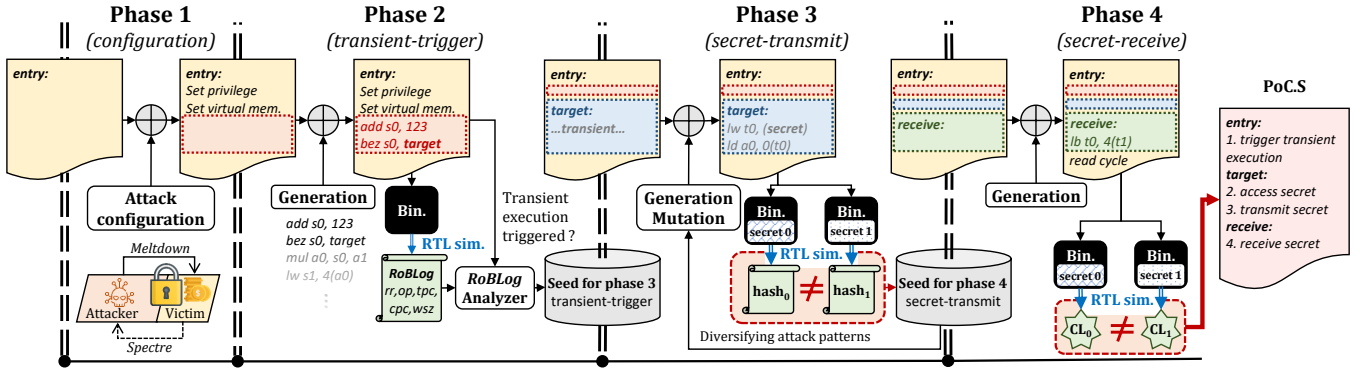 Phase 1
(configuration)
entry:
entry:
Set privilege
Set virtual mem.
Attack
configuration
Meltdown
Attacker
Victim
Spectre
Phase 2
(transient-trigger)
entry:
Set privilege
Set virtual mem.
add s0, 123
bez s0, target
Generation
add s0, 123
bez s0, target
mul a0, s0, a1
lw s1, 4(a0)
⋮
Bin.
RTL sim.
RoBLog
rr,op,tpc,
cpc,wsz
RoBLog
Analyzer
Transient
execution
triggered ?
Seed for phase 3
transient-trigger
Phase 3
(secret-transmit)
entry:
target:
...transient...
entry:
target:
lw t0, (secret)
ld a0, 0(t0)
Generation
Mutation
Bin.
secret 0
Bin.
secret 1
RTL sim.
hash0
≠
hash1
Diversifying attack patterns
Seed for phase 4
secret-transmit
Phase 4
(secret-receive)
entry:
receive:
entry:
receive:
lb t0, 4(t1)
read cycle
Generation
Bin.
secret 0
Bin.
secret 1
RTL sim.
CL0
≠
CL1
PoC.S
entry:
1. trigger transient
execution
target:
2. access secret
3. transmit secret
receive:
4. receive secret